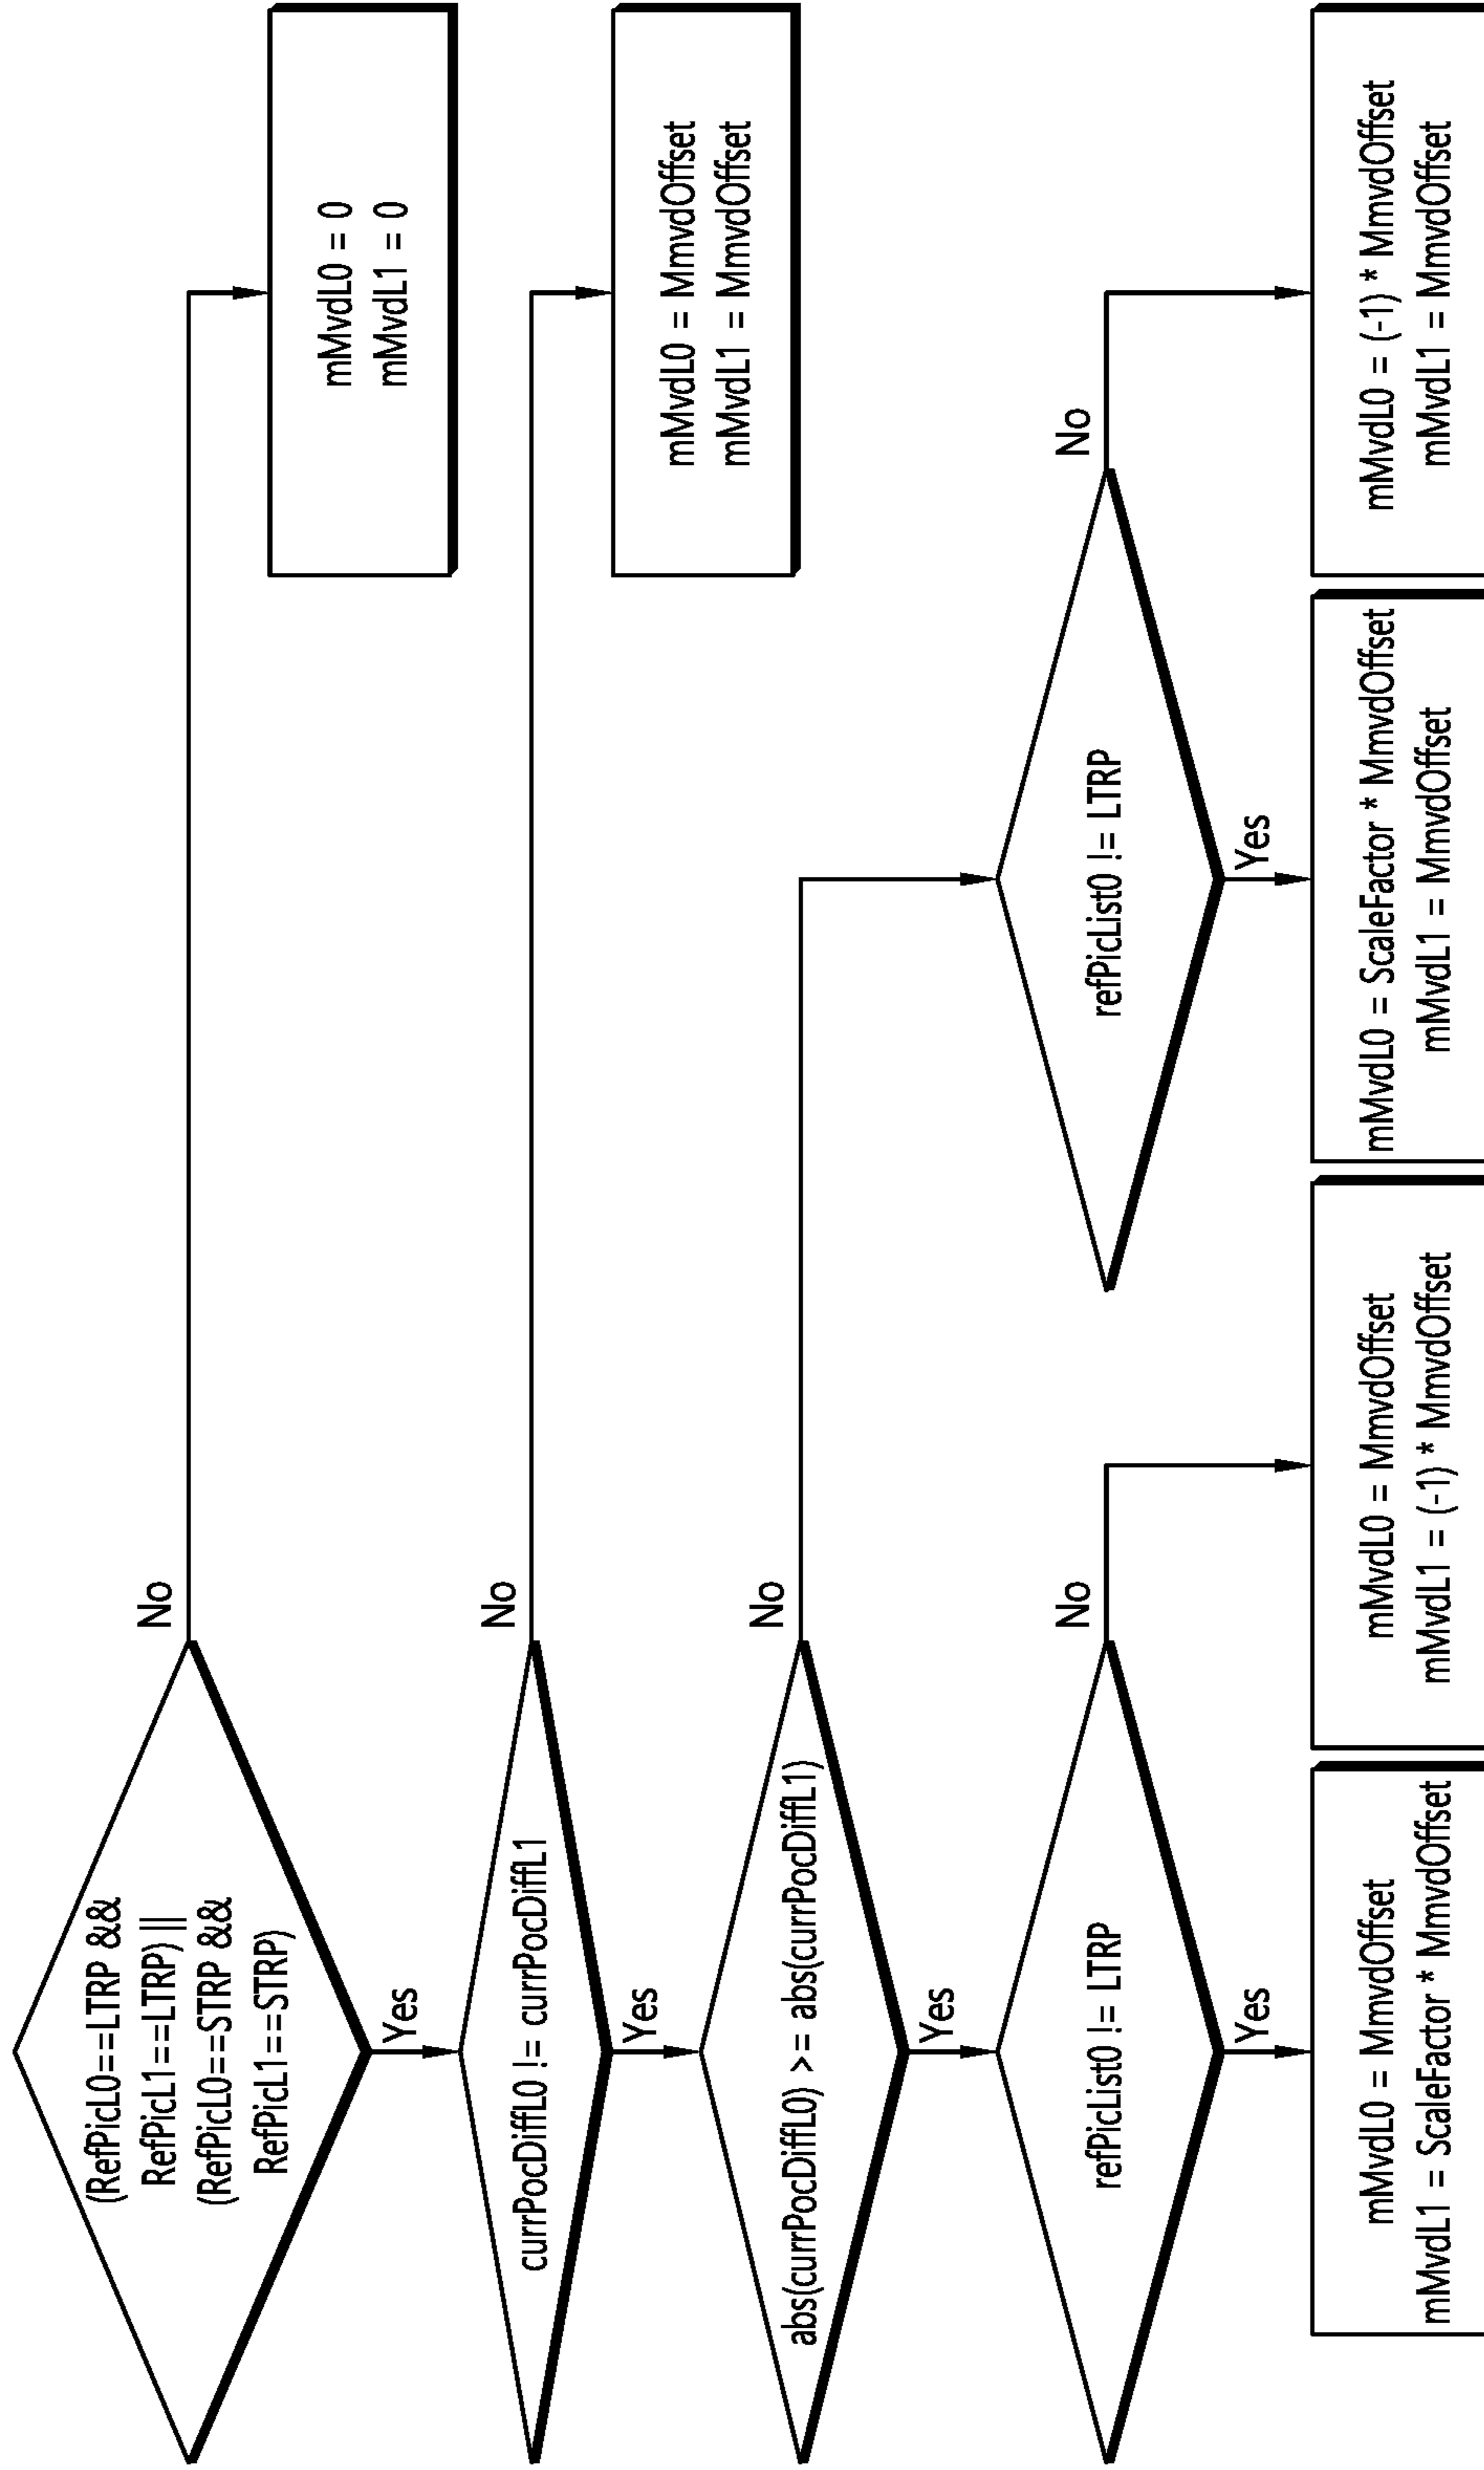 (RefPicL0==LTRP &&
RefPicL1==LTRP) ||
(RefPicL0==STRP &&
RefPicL1==STRP)
No
mMvdL0 = 0
mMvdL1 = 0
Yes
currPocDiffL0 != currPocDiffL1
No
mMvdL0 = MmvdOffset
mMvdL1 = MmvdOffset
Yes
abs(currPocDiffL0) >= abs(currPocDiffL1)
No
Yes
refPicList0 != LTRP
No
refPicList0 != LTRP
No
Yes
Yes
mMvdL0 = MmvdOffset
mMvdL1 = ScaleFactor * MmvdOffset
mMvdL0 = MmvdOffset
mMvdL1 = (-1) * MmvdOffset
mMvdL0 = ScaleFactor * MmvdOffset
mMvdL1 = MmvdOffset
mMvdL0 = (-1) * MmvdOffset
mMvdL1 = MmvdOffset